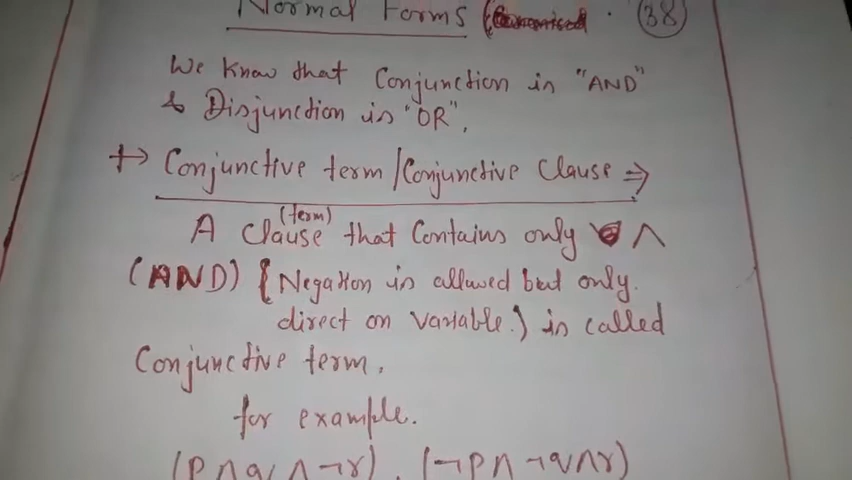 Normal Forms (38)
We Know that Conjunction is "AND"
& Disjunction is "OR".
+> Conjunctive term/Conjunctive Clause ⇒
(term)
A Clause that Contains only ∧
(AND) {Negation is allowed but only
direct on variable.) is called
Conjunctive term.
for example.
(P ∧ q ∧ ¬r), (¬P ∧ ¬q ∧ r)